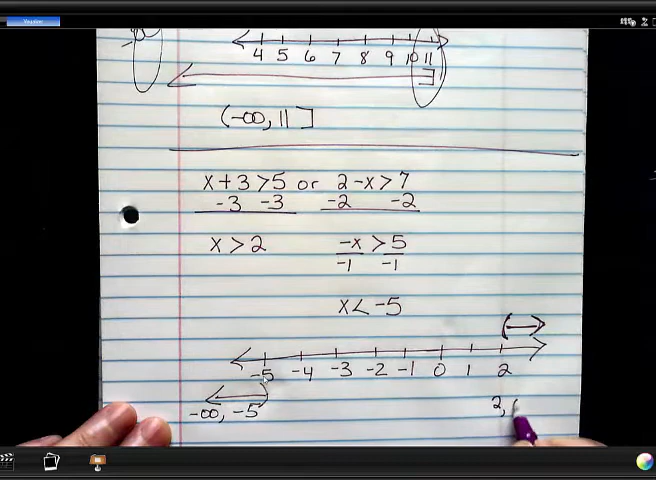 4 5 6 7 8 9 10 11
]
(-∞, 11]
x+3>5 or 2-x>7
-3 -3 -2 -2
x>2 -x>5
-1 -1
x<-5
(
-5 -4 -3 -2 -1 0 1 2
)
-∞, -5 2,